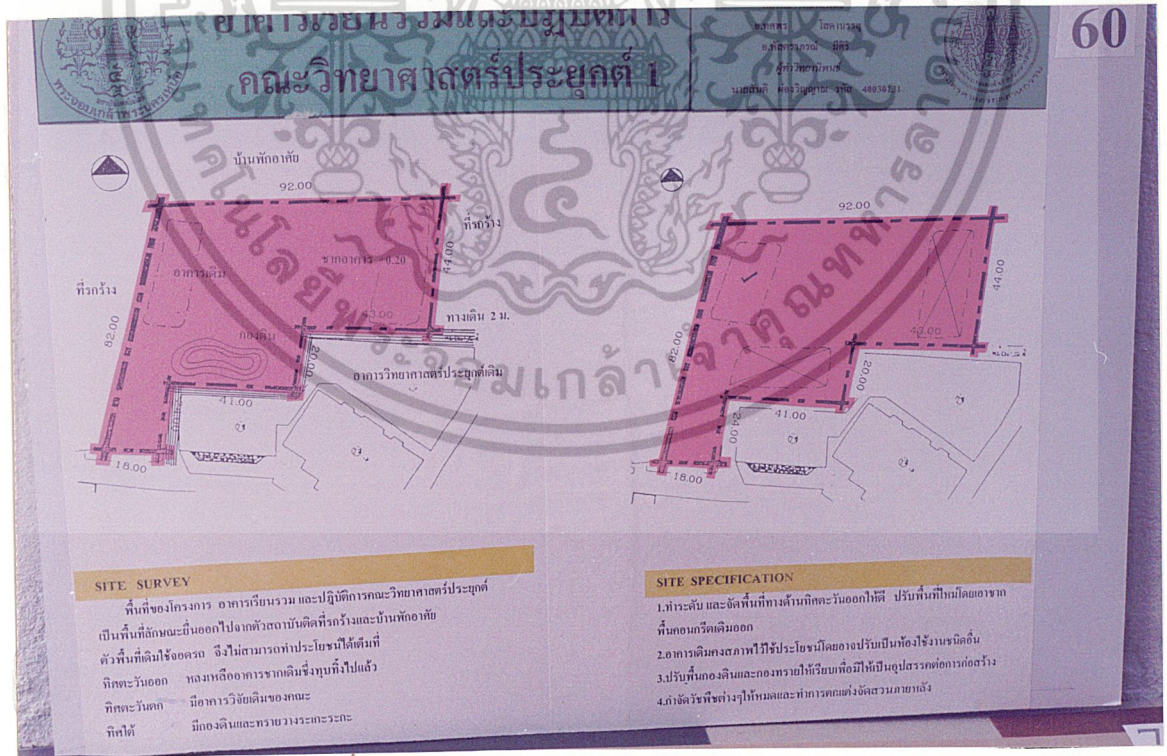 อาคารเรียนรวมและปฏิบัติการ
คณะวิทยาศาสตร์ประยุกต์ 1
60
บ้านพักอาศัย
92.00
ที่รกร้าง
44.00
ซากอาคาร -0.20
อาคารเดิม
ที่รกร้าง
82.00
43.00
ทางเดิน 2 ม.
กองดิน
20.00
อาคารวิทยาศาสตร์ประยุกต์เดิม
41.00
18.00
92.00
44.00
82.00
43.00
20.00
41.00
24.00
18.00
SITE SURVEY
พื้นที่ของโครงการ อาคารเรียนรวม และปฎิบัติการคณะวิทยาศาสตร์ประยุกต์
เป็นพื้นที่ลักษณะยื่นออกไปจากตัวสถาบันติดที่รกร้างและบ้านพักอาศัย
ตัวพื้นที่เดิมใช้จอดรถ จึงไม่สามารถทำประโยชน์ได้เต็มที่
ทิศตะวันออก หลงเหลืออาคารซากเดิมซึ่งทุบทิ้งไปแล้ว
ทิศตะวันตก มีอาคารวิจัยเดิมของคณะ
ทิศใต้ มีกองดินและทรายวางระเกะระกะ
SITE SPECIFICATION
1.ทำระดับ และจัดพื้นที่ทางด้านทิศตะวันออกให้ดี ปรับพื้นที่ใหม่โดยเอาซาก
พื้นคอนกรีตเดิมออก
2.อาคารเดิมคงสภาพไว้ใช้ประโยชน์โดยอาจปรับเป็นห้องใช้งานชนิดอื่น
3.ปรับพื้นกองดินและกองทรายให้เรียบเพื่อมิให้เป็นอุปสรรคต่อการก่อสร้าง
4.กำจัดวัชพืชต่างๆให้หมดและทำการตกแต่งจัดสวนภายหลัง